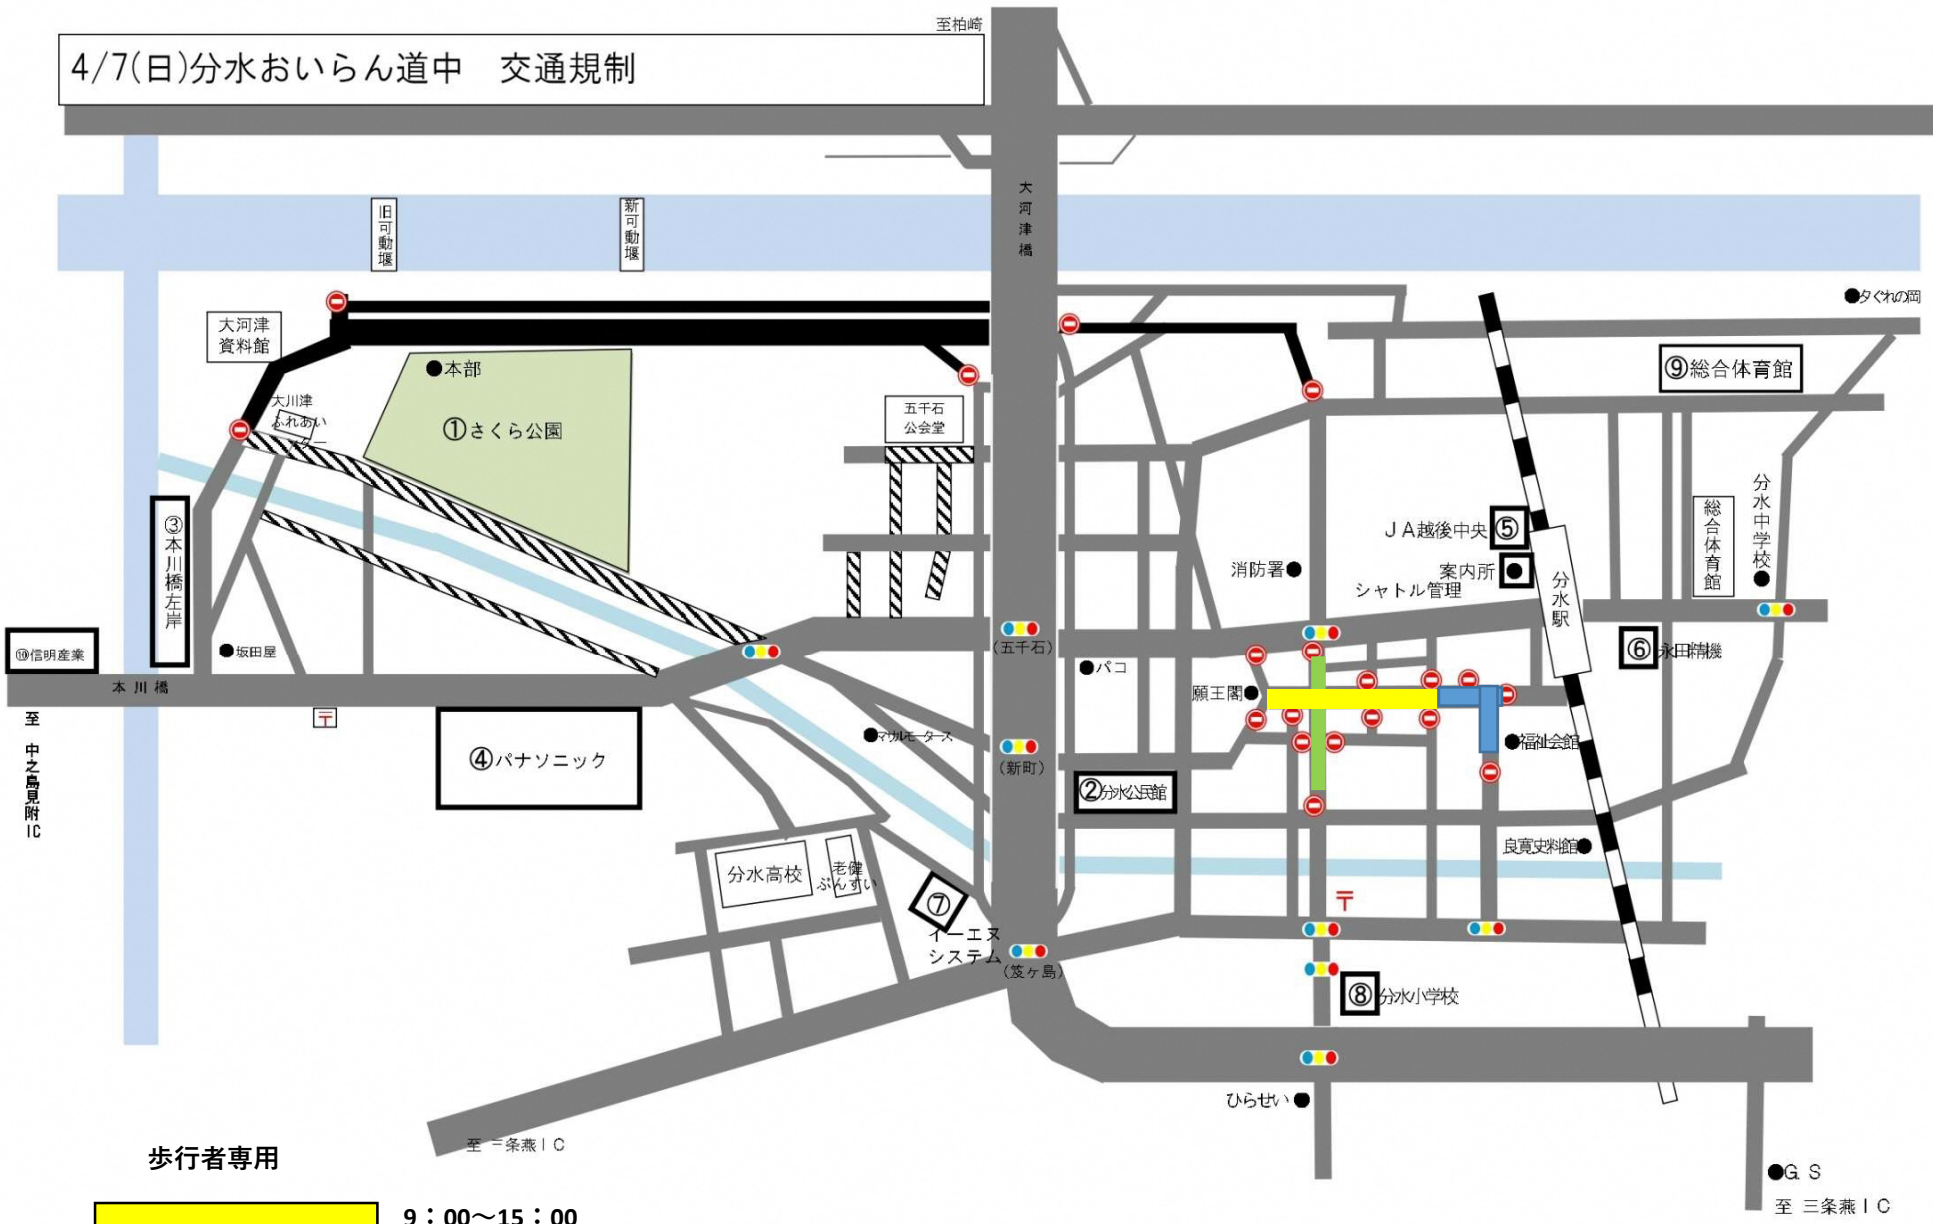 至柏崎
4/7(日)分水おいらん道中　交通規制
大河津橋
旧可動堰
新可動堰
夕ぐれの岡
大河津
資料館
本部
①さくら公園
大川津
ふれあい
五千石
公会堂
⑨総合体育館
③本川橋左岸
JA越後中央 ⑤
案内所
シャトル管理
消防署
分水駅
総合体育館
分水中学校
⑩信明産業
坂田屋
(五千石)
パコ
願王閣
⑥永田精機
本川橋
至 中之島見附IC
〒
④パナソニック
マサルモータース
(新町)
②分水公民館
福祉会館
良寛史料館
分水高校
老健
ぶんすい
⑦
イーエヌ
システム
(笈ケ島)
〒
⑧分水小学校
ひらせい
至 三条燕IC
歩行者専用
9：00～15：00
G.S
至 三条燕IC